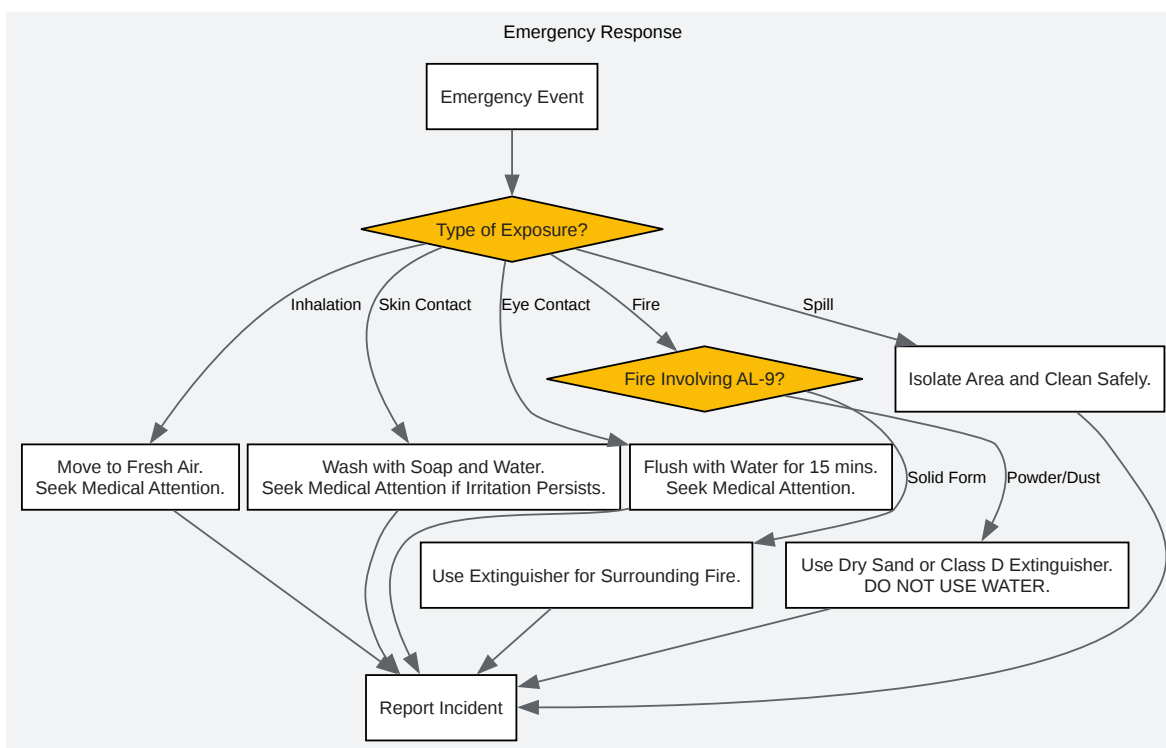 Emergency Response
Emergency Event
Type of Exposure?
Inhalation
Skin Contact
Eye Contact
Fire
Spill
Fire Involving AL-9?
Isolate Area and Clean Safely.
Move to Fresh Air.
Seek Medical Attention.
Wash with Soap and Water.
Seek Medical Attention if Irritation Persists.
Flush with Water for 15 mins.
Seek Medical Attention.
Solid Form
Powder/Dust
Use Extinguisher for Surrounding Fire.
Use Dry Sand or Class D Extinguisher.
DO NOT USE WATER.
Report Incident